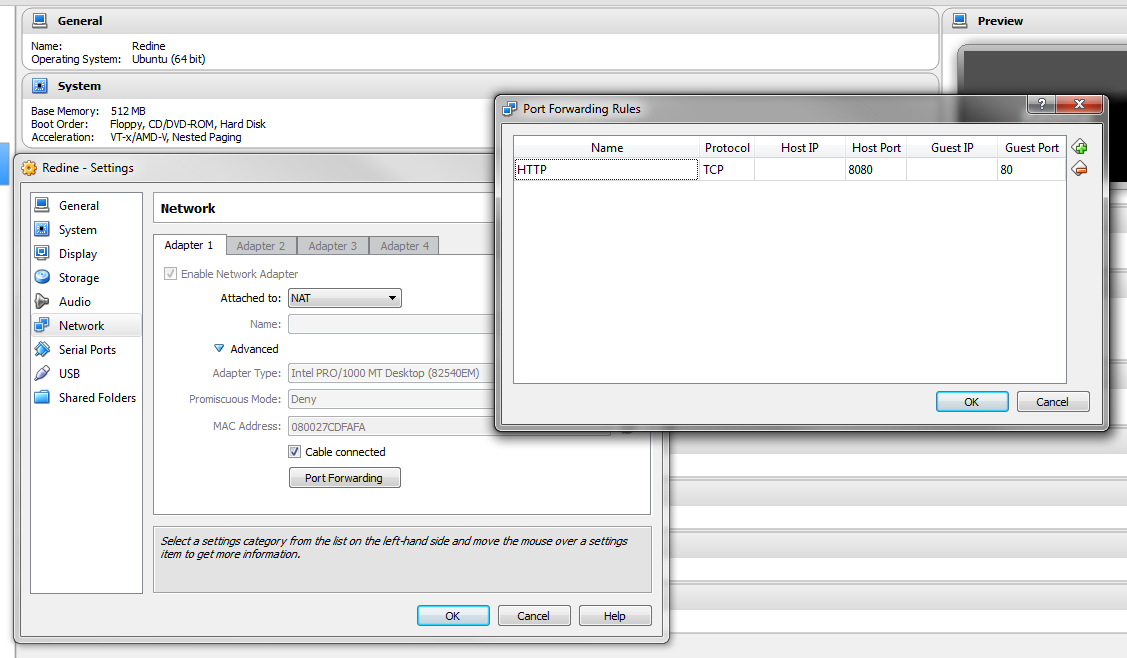 General
Preview
Name: Redine
Operating System: Ubuntu (64 bit)
System
Base Memory: 512 MB
Boot Order: Floppy, CD/DVD-ROM, Hard Disk
Acceleration: VT-x/AMD-V, Nested Paging
Port Forwarding Rules
?
Name Protocol Host IP Host Port Guest IP Guest Port
HTTP TCP 8080 80
OK Cancel
Redine - Settings
General
System
Display
Storage
Audio
Network
Serial Ports
USB
Shared Folders
Network
Adapter 1 Adapter 2 Adapter 3 Adapter 4
Enable Network Adapter
Attached to: NAT
Name:
Advanced
Adapter Type: Intel PRO/1000 MT Desktop (82540EM)
Promiscuous Mode: Deny
MAC Address: 080027CDFAFA
Cable connected
Port Forwarding
Select a settings category from the list on the left-hand side and move the mouse over a settings
item to get more information.
OK Cancel Help